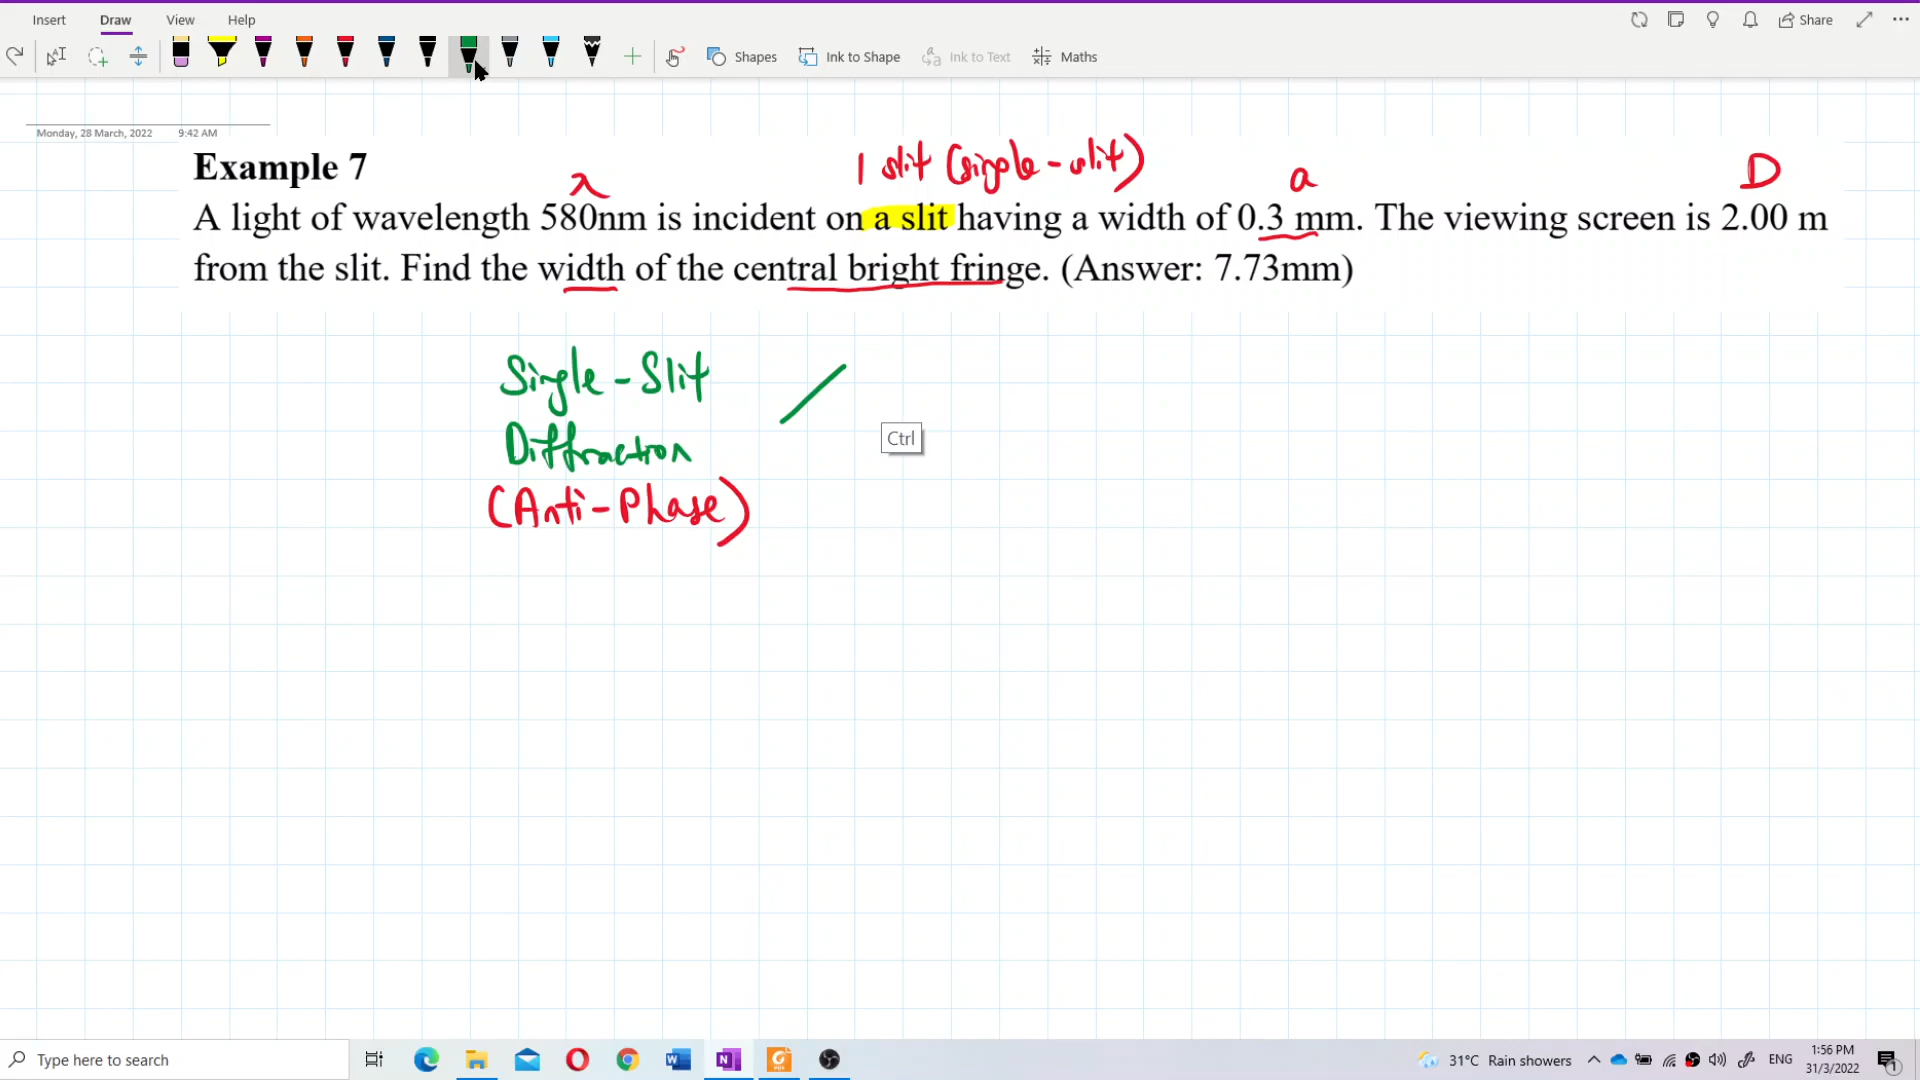 Insert Draw View Help
Share
Shapes Ink to Shape Ink to Text Maths
Monday, 28 March, 2022 9:42 AM
1 slit (single-slit)
Example 7
λ a D
A light of wavelength 580nm is incident on a slit having a width of 0.3 mm. The viewing screen is 2.00 m
from the slit. Find the width of the central bright fringe. (Answer: 7.73mm)
Single-Slit
Diffraction
(Anti-Phase)
Ctrl
Type here to search
31°C Rain showers
ENG
1:56 PM
31/3/2022